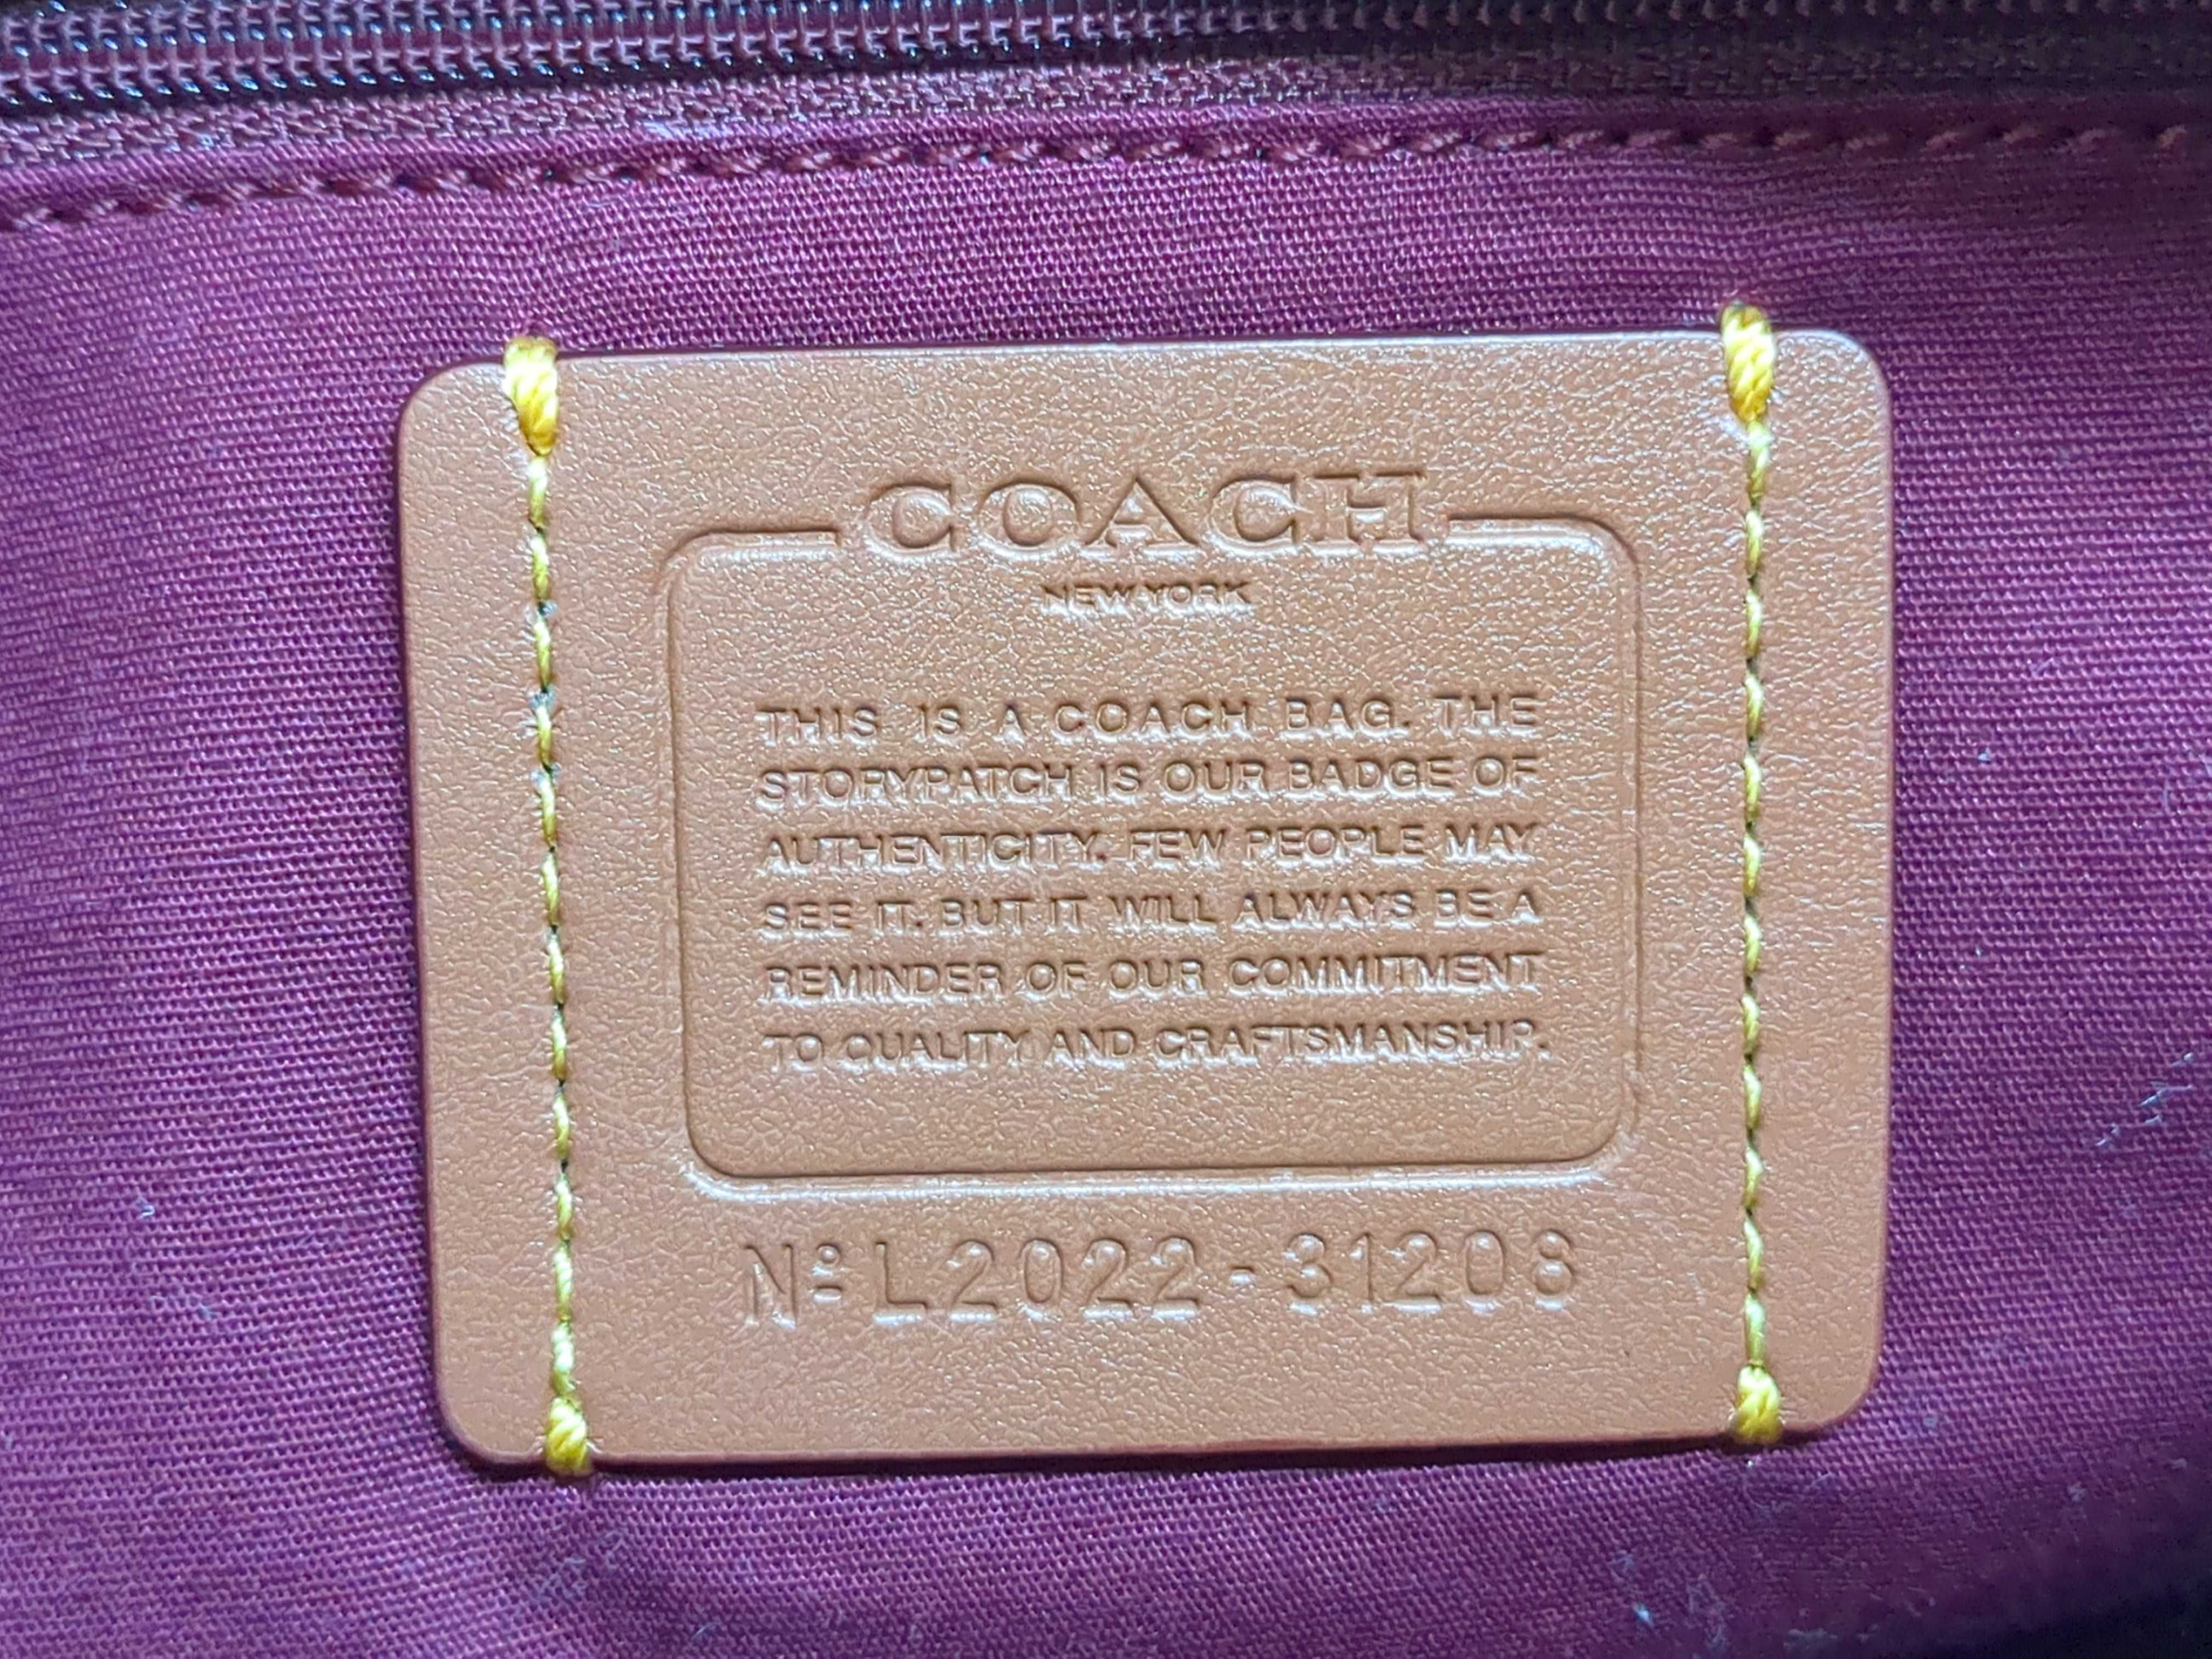 COACH
NEW YORK
THIS IS A COACH BAG. THE
STORYPATCH IS OUR BADGE OF
AUTHENTICITY. FEW PEOPLE MAY
SEE IT. BUT IT WILL ALWAYS BE A
REMINDER OF OUR COMMITMENT
TO QUALITY AND CRAFTSMANSHIP.
Nº L2022-31208